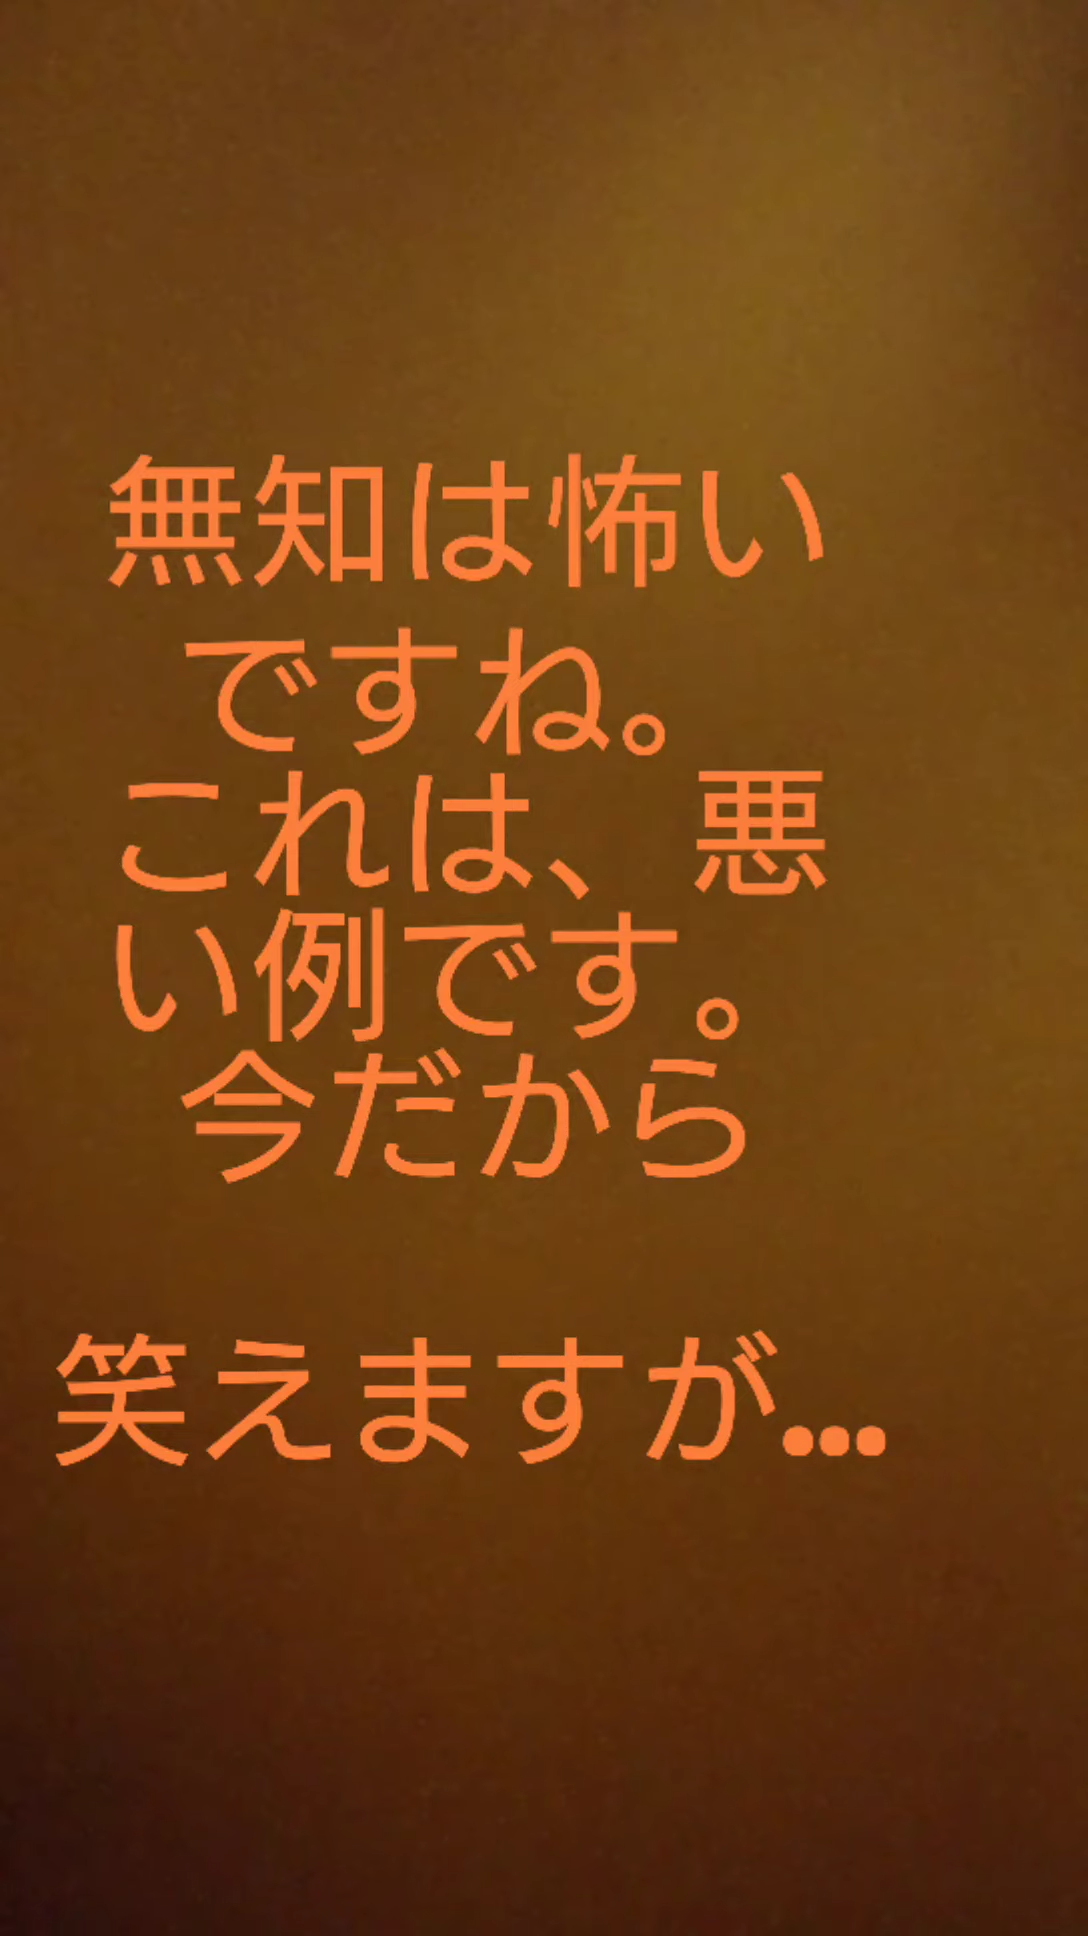 無知は怖い
ですね。
これは、悪
い例です。
今だから
笑えますが...